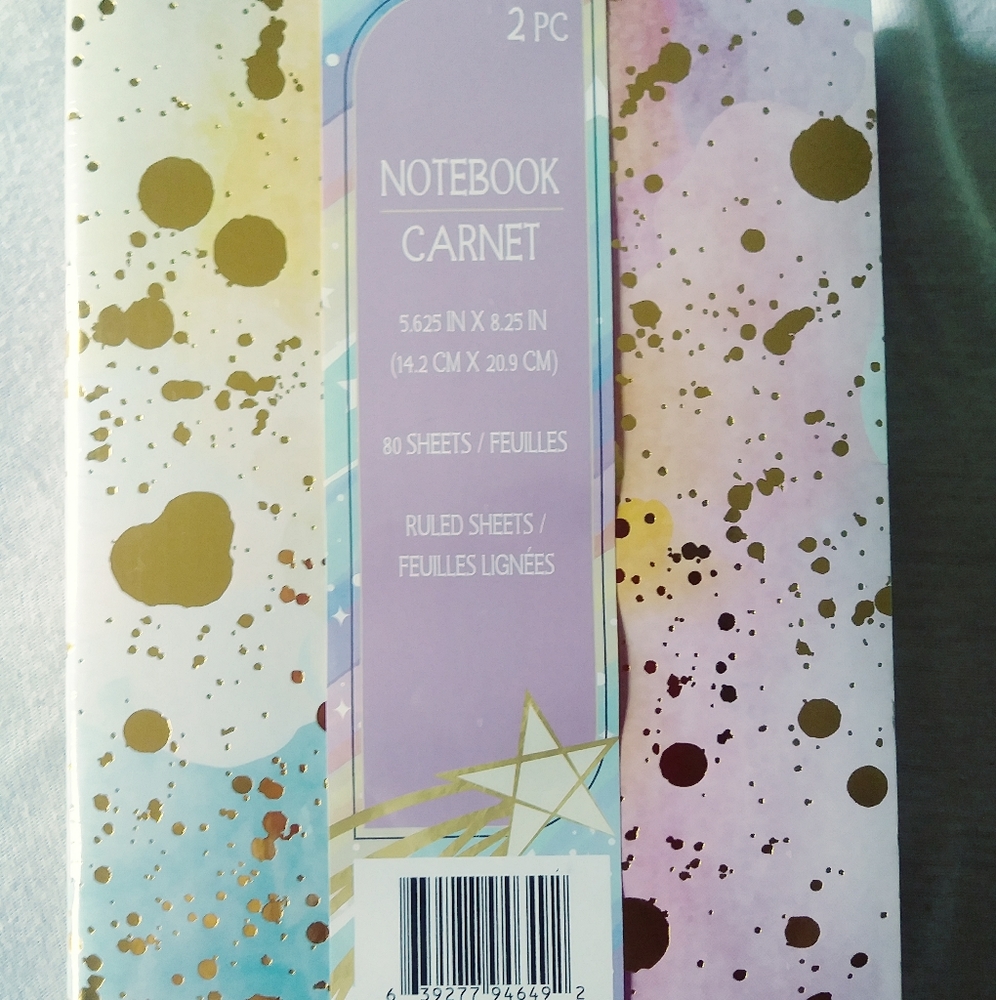 2 PC
NOTEBOOK
CARNET
5.625 IN X 8.25 IN
(14.2 CM X 20.9 CM)
80 SHEETS / FEUILLES
RULED SHEETS /
FEUILLES LIGNÉES
6 39277 94649 2